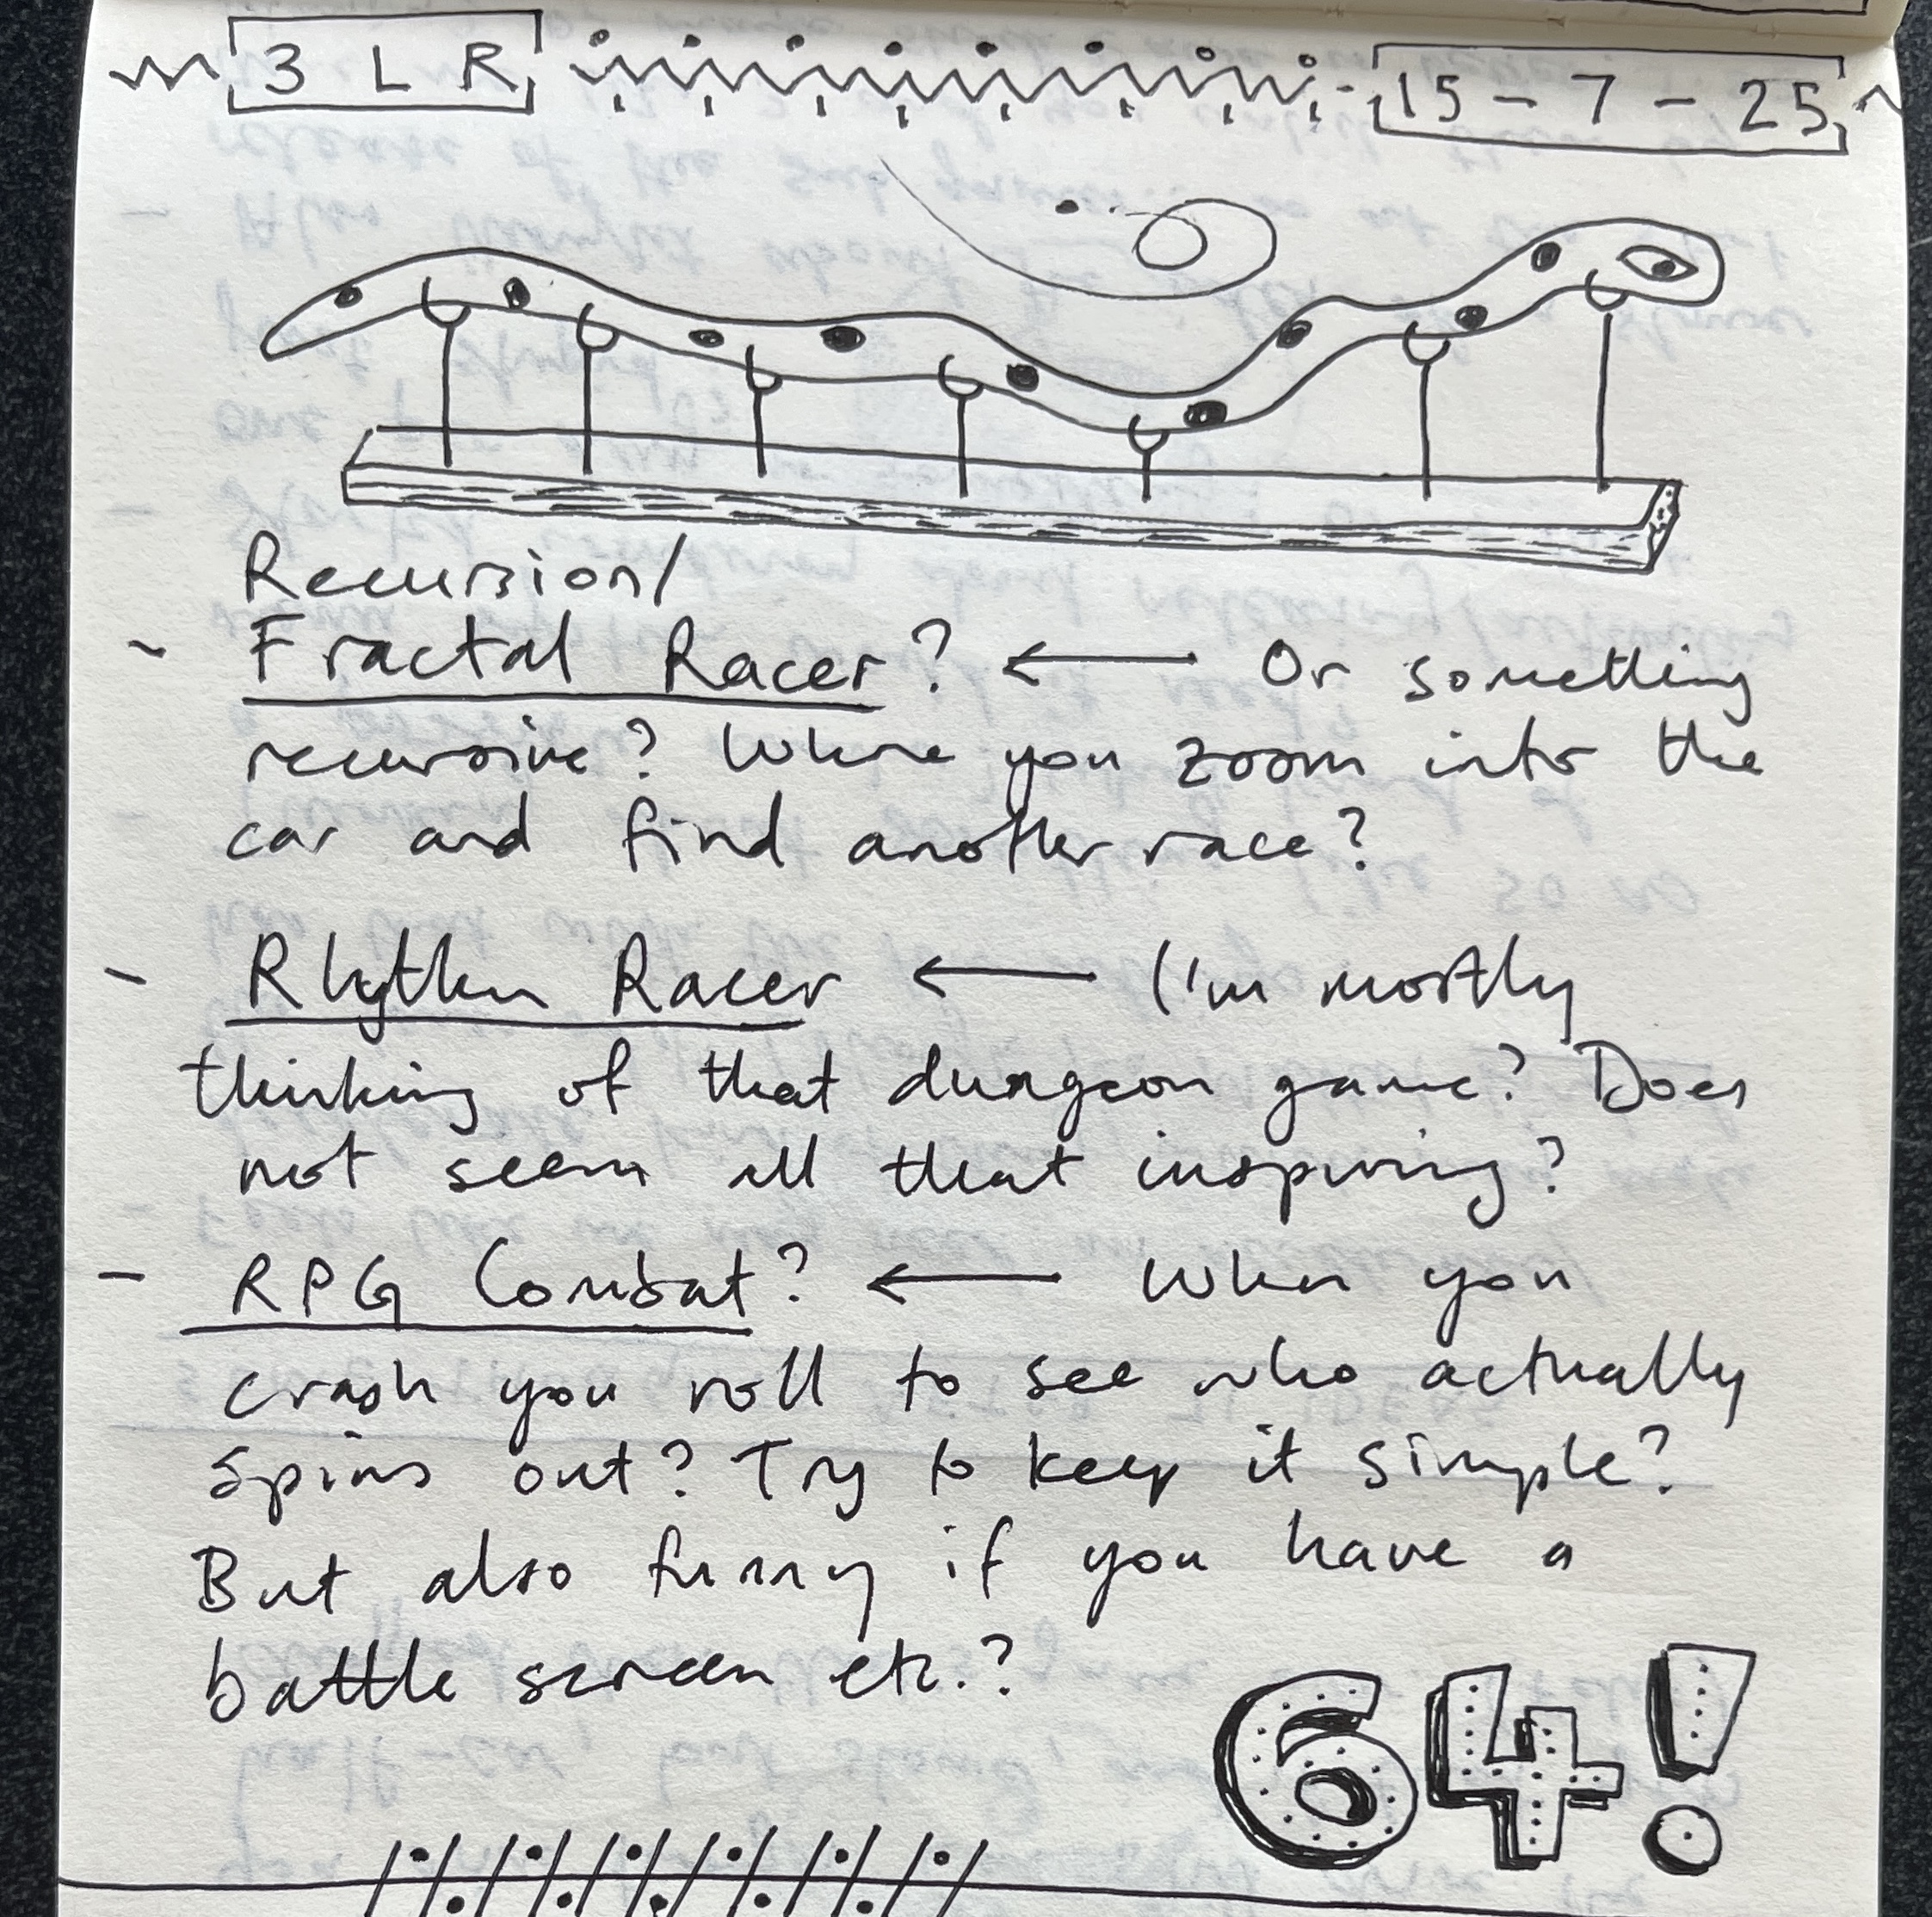 3 L R
15 - 7 - 25
Recursion/
- Fractal Racer? ← Or something
recursive? Where you zoom into the
car and find another race?
- Rhythm Racer ← (I'm mostly
thinking of that dungeon game? Does
not seem all that inspiring?
- RPG Combat? ← When you
crash you roll to see who actually
spins out? Try to keep it simple?
But also funny if you have a
battle screen etc.?
64!